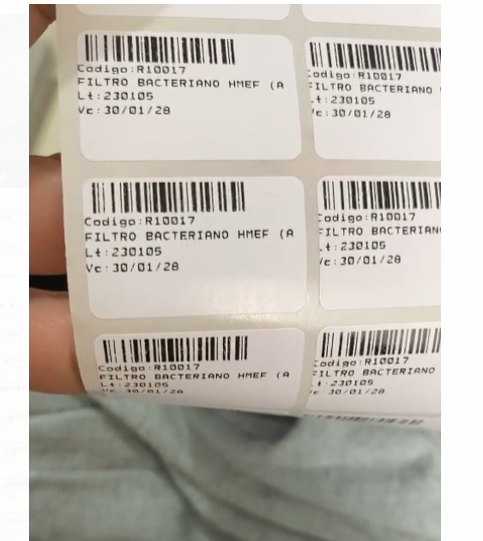 Codigo:R10017
FILTRO BACTERIANO HMEF (A
Lt:230105
Vc:30/01/28
Codigo:R10017
FILTRO BACTERIANO
Lt:230105
Vc:30/01/28
Codigo:R10017
FILTRO BACTERIANO HMEF (A
Lt:230105
Vc:30/01/28
Codigo:R10017
FILTRO BACTERIAN
Lt:230105
Vc:30/01/28
Codigo:R10017
FILTRO BACTERIANO HMEF (A
Lt:230105
Vc:30/01/28
Codigo:R10017
FILTRO BACTERIANO
Lt:230105
Vc:30/01/28